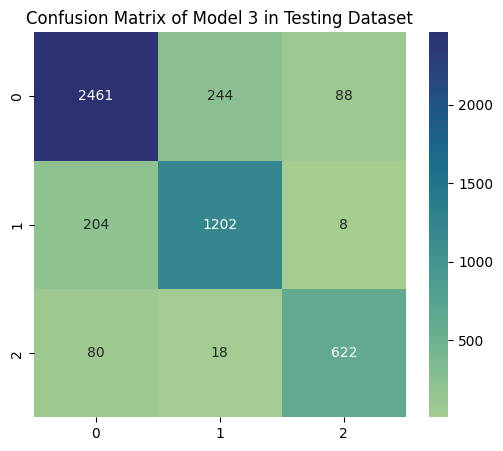 Confusion Matrix of Model 3 in Testing Dataset
0 2461 244 88
1 204 1202 8
2 80 18 622
0 1 2
2000
1500
1000
500